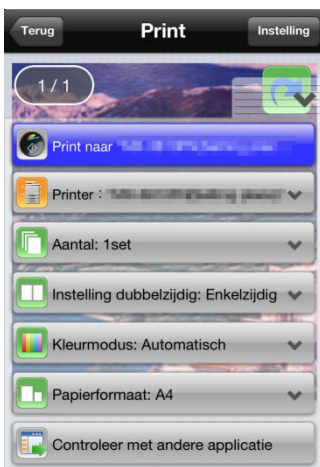 Terug
Print
Instelling
1 / 1
Print naar
Printer :
Aantal: 1set
Instelling dubbelzijdig: Enkelzijdig
Kleurmodus: Automatisch
Papierformaat: A4
Controleer met andere applicatie